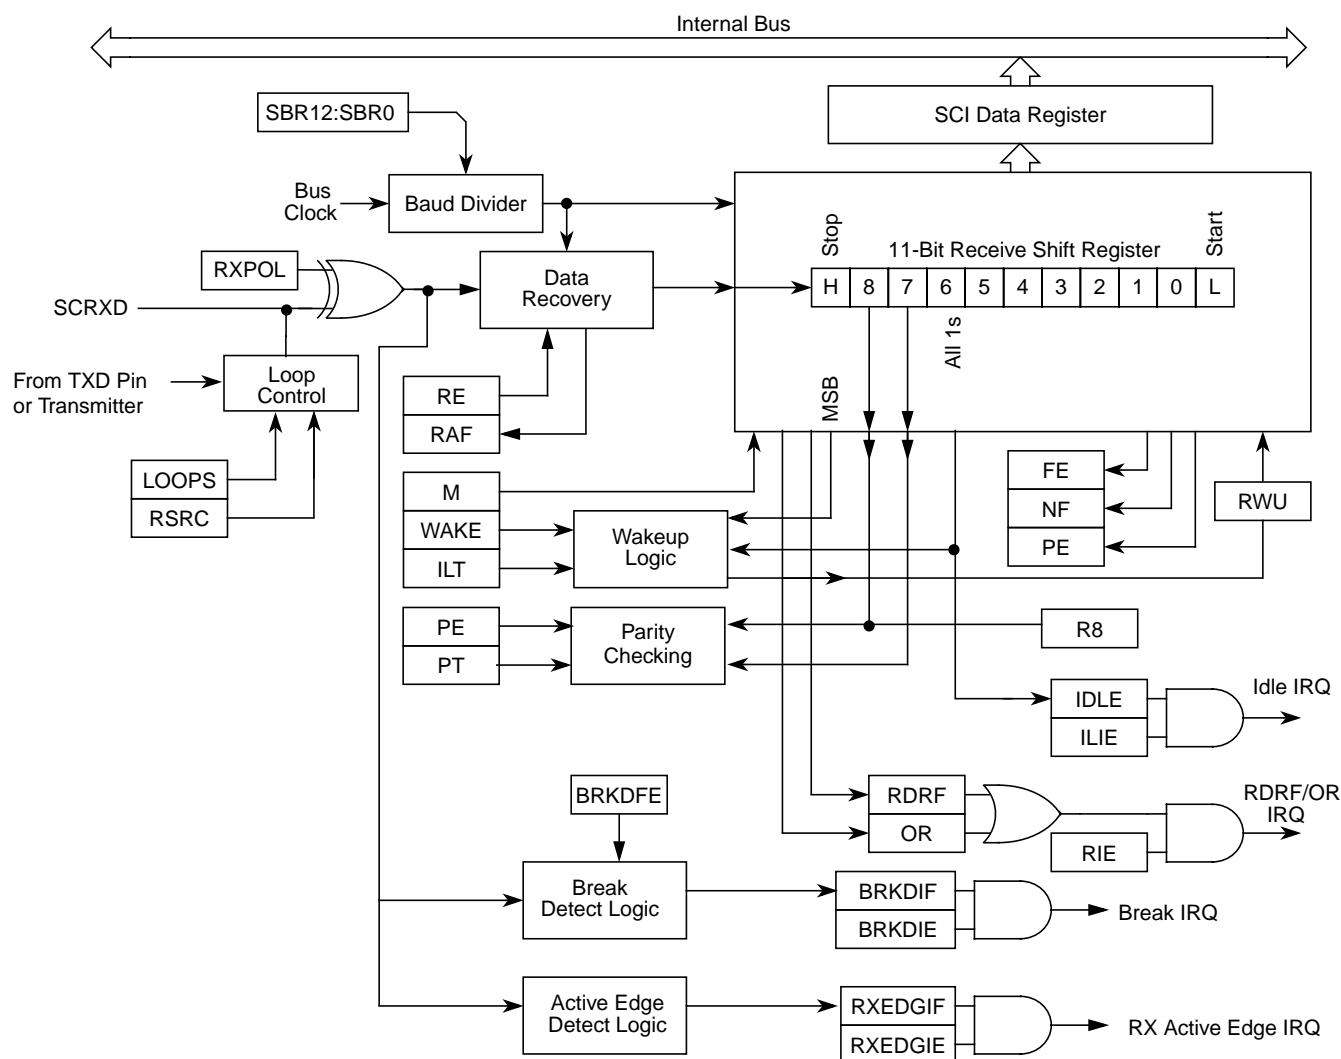 Internal Bus
SBR12:SBR0
SCI Data Register
Bus
Clock
Baud Divider
Stop
11-Bit Receive Shift Register
Start
RXPOL
Data
Recovery
H 8 7 6 5 4 3 2 1 0 L
SCRXD
All 1s
From TXD Pin
or Transmitter
Loop
Control
RE
RAF
MSB
LOOPS
RSRC
M
WAKE
ILT
Wakeup
Logic
FE
NF
PE
RWU
PE
PT
Parity
Checking
R8
IDLE
ILIE
Idle IRQ
BRKDFE
RDRF
OR
RIE
RDRF/OR
IRQ
Break
Detect Logic
BRKDIF
BRKDIE
Break IRQ
Active Edge
Detect Logic
RXEDGIF
RXEDGIE
RX Active Edge IRQ